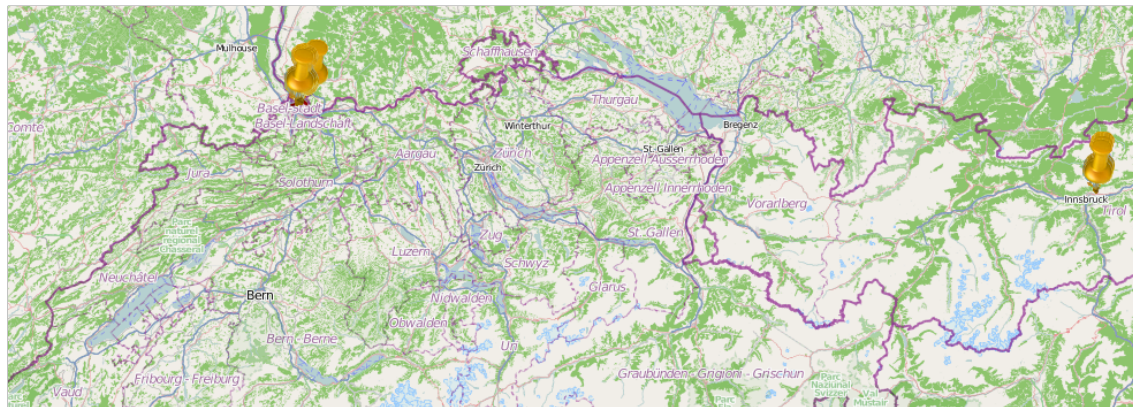 Mulhouse
Schaffhausen
Basel-Stadt
Basel-Landschaft
Thurgau
comte
Winterthur
Bregenz
Aargau
Zürich
Zürich
St. Gallen
Appenzell Ausserrhoden
Jura
Solothurn
Appenzell Innerrhoden
Vorarlberg
Innsbruck
Tirol
Parc
naturel
régional
Chasseral
Luzern
Zug
St. Gallen
Neuchâtel
Schwyz
Bern
Nidwalden
Glarus
Obwalden
Bern - Berne
Uri
Fribourg - Freiburg
Vaud
Graubünden - Grigioni - Grischun
Parc
Naziunal
Svizzer
Val
Müstair
Parc